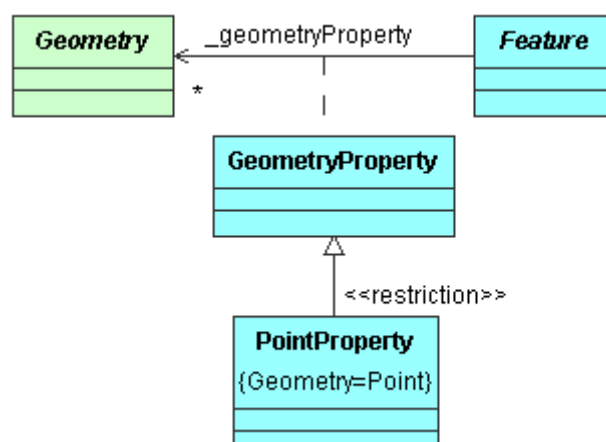 Geometry
_geometryProperty
Feature
*
GeometryProperty
<<restriction>>
PointProperty
{Geometry=Point}